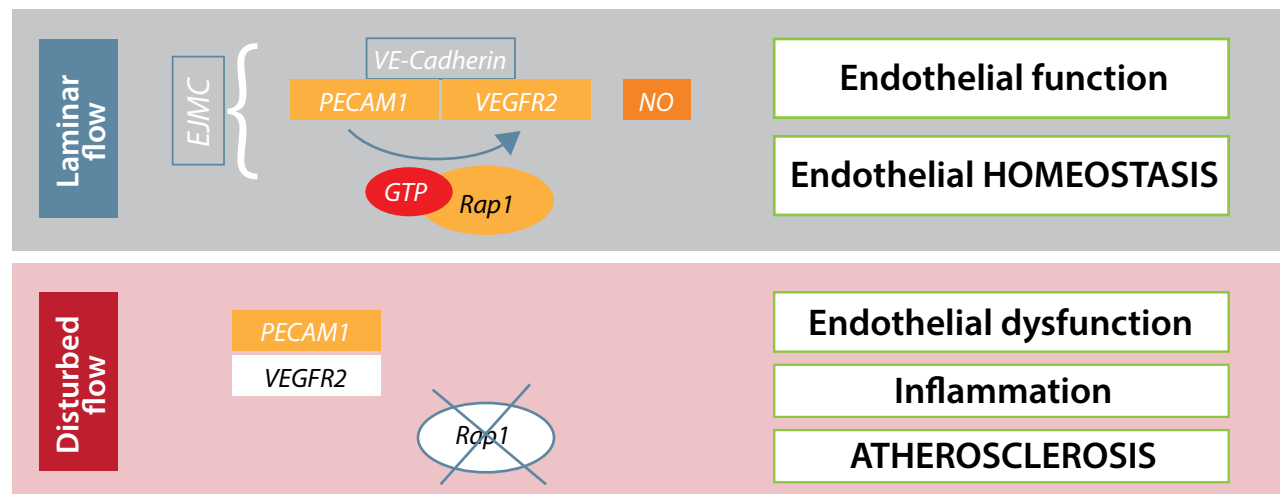 Laminar
flow
EJMC
VE-Cadherin
PECAM1
VEGFR2
NO
GTP
Rap1
Endothelial function
Endothelial HOMEOSTASIS
Disturbed
flow
PECAM1
VEGFR2
Rap1
Endothelial dysfunction
Inflammation
ATHEROSCLEROSIS